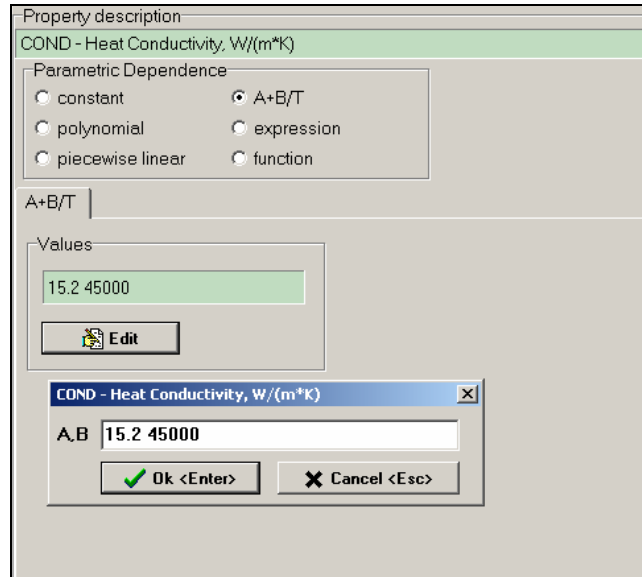 Property description
COND - Heat Conductivity, W/(m*K)
Parametric Dependence
constant
A+B/T
polynomial
expression
piecewise linear
function
A+B/T
Values
15.2 45000
Edit
COND - Heat Conductivity, W/(m*K)
A,B 15.2 45000
Ok <Enter> Cancel <Esc>